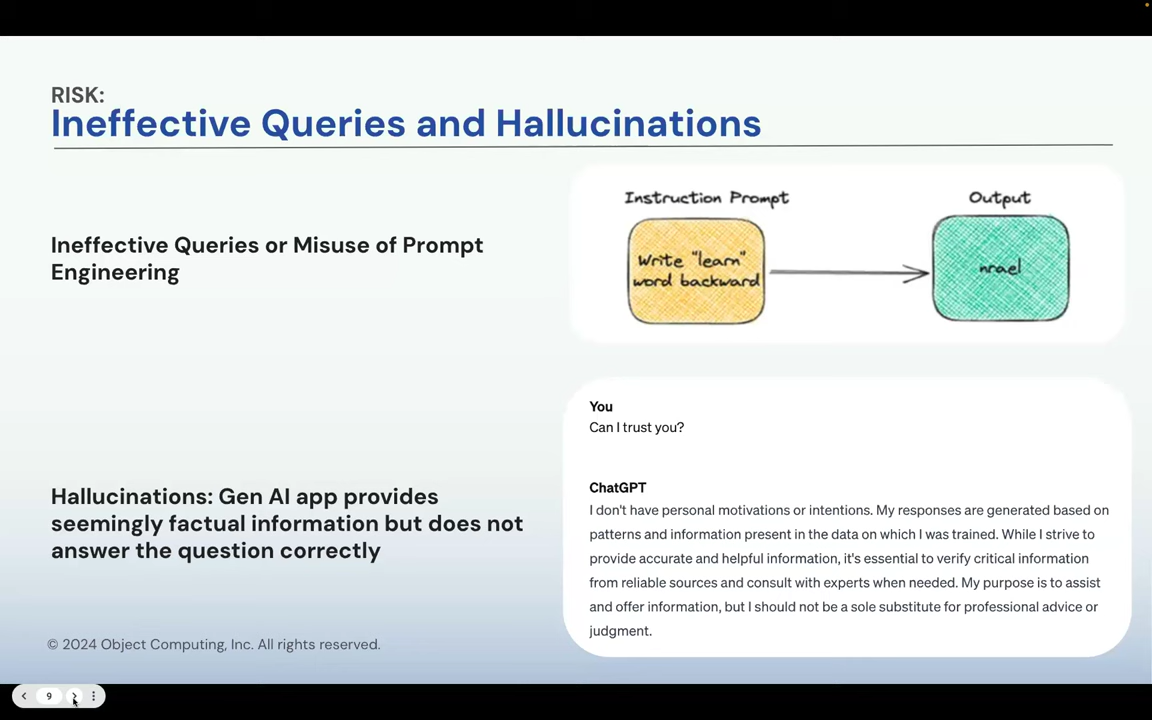 RISK:
Ineffective Queries and Hallucinations
Ineffective Queries or Misuse of Prompt
Engineering
Instruction Prompt
Output
Write "learn"
word backward
nrael
Hallucinations: Gen AI app provides
seemingly factual information but does not
answer the question correctly
You
Can I trust you?
ChatGPT
I don't have personal motivations or intentions. My responses are generated based on
patterns and information present in the data on which I was trained. While I strive to
provide accurate and helpful information, it's essential to verify critical information
from reliable sources and consult with experts when needed. My purpose is to assist
and offer information, but I should not be a sole substitute for professional advice or
judgment.
© 2024 Object Computing, Inc. All rights reserved.
9